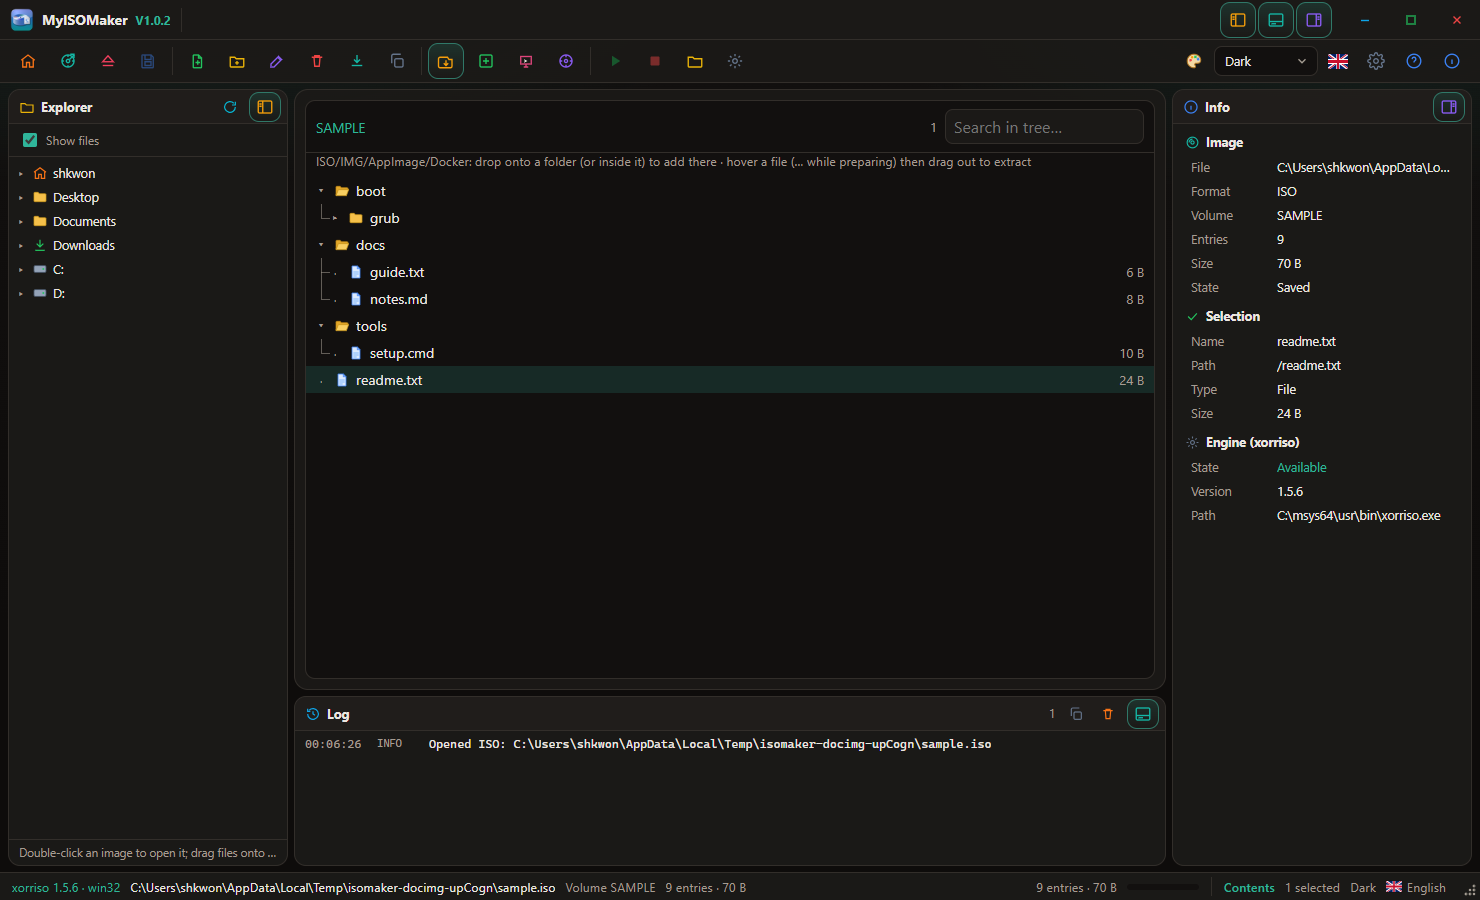 MyISOMaker V1.0.2
Dark
Explorer
Show files
shkwon
Desktop
Documents
Downloads
C:
D:
Double-click an image to open it; drag files onto ...
SAMPLE
1
Search in tree...
ISO/IMG/AppImage/Docker: drop onto a folder (or inside it) to add there · hover a file (... while preparing) then drag out to extract
boot
grub
docs
guide.txt 6 B
notes.md 8 B
tools
setup.cmd 10 B
readme.txt 24 B
Log 1
00:06:26 INFO Opened ISO: C:\Users\shkwon\AppData\Local\Temp\isomaker-docimg-upCogn\sample.iso
Info
Image
File C:\Users\shkwon\AppData\Lo...
Format ISO
Volume SAMPLE
Entries 9
Size 70 B
State Saved
Selection
Name readme.txt
Path /readme.txt
Type File
Size 24 B
Engine (xorriso)
State Available
Version 1.5.6
Path C:\msys64\usr\bin\xorriso.exe
xorriso 1.5.6 · win32 C:\Users\shkwon\AppData\Local\Temp\isomaker-docimg-upCogn\sample.iso Volume SAMPLE 9 entries · 70 B 9 entries · 70 B Contents 1 selected Dark English